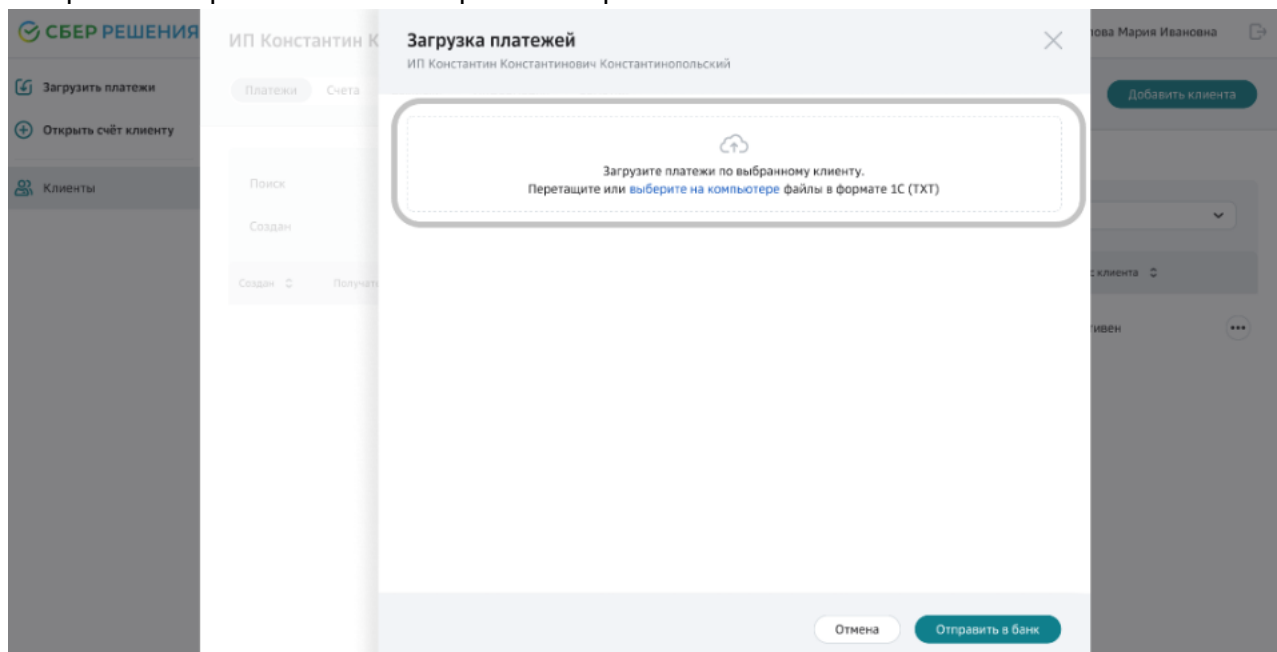 СБЕР РЕШЕНИЯ
Загрузить платежи
Открыть счёт клиенту
Клиенты
ИП Константин К
Платежи Счета
Поиск
Создан
Создан Получат
Загрузка платежей
ИП Константин Константинович Константинопольский
Загрузите платежи по выбранному клиенту.
Перетащите или выберите на компьютере файлы в формате 1С (TXT)
Отмена Отправить в банк
Мария Ивановна
Добавить клиента
клиента